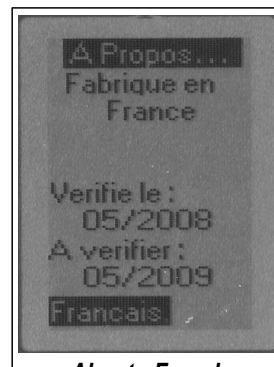 A Propos...
Fabrique en
France
Verifie le :
05/2008
A verifier :
05/2009
Francais